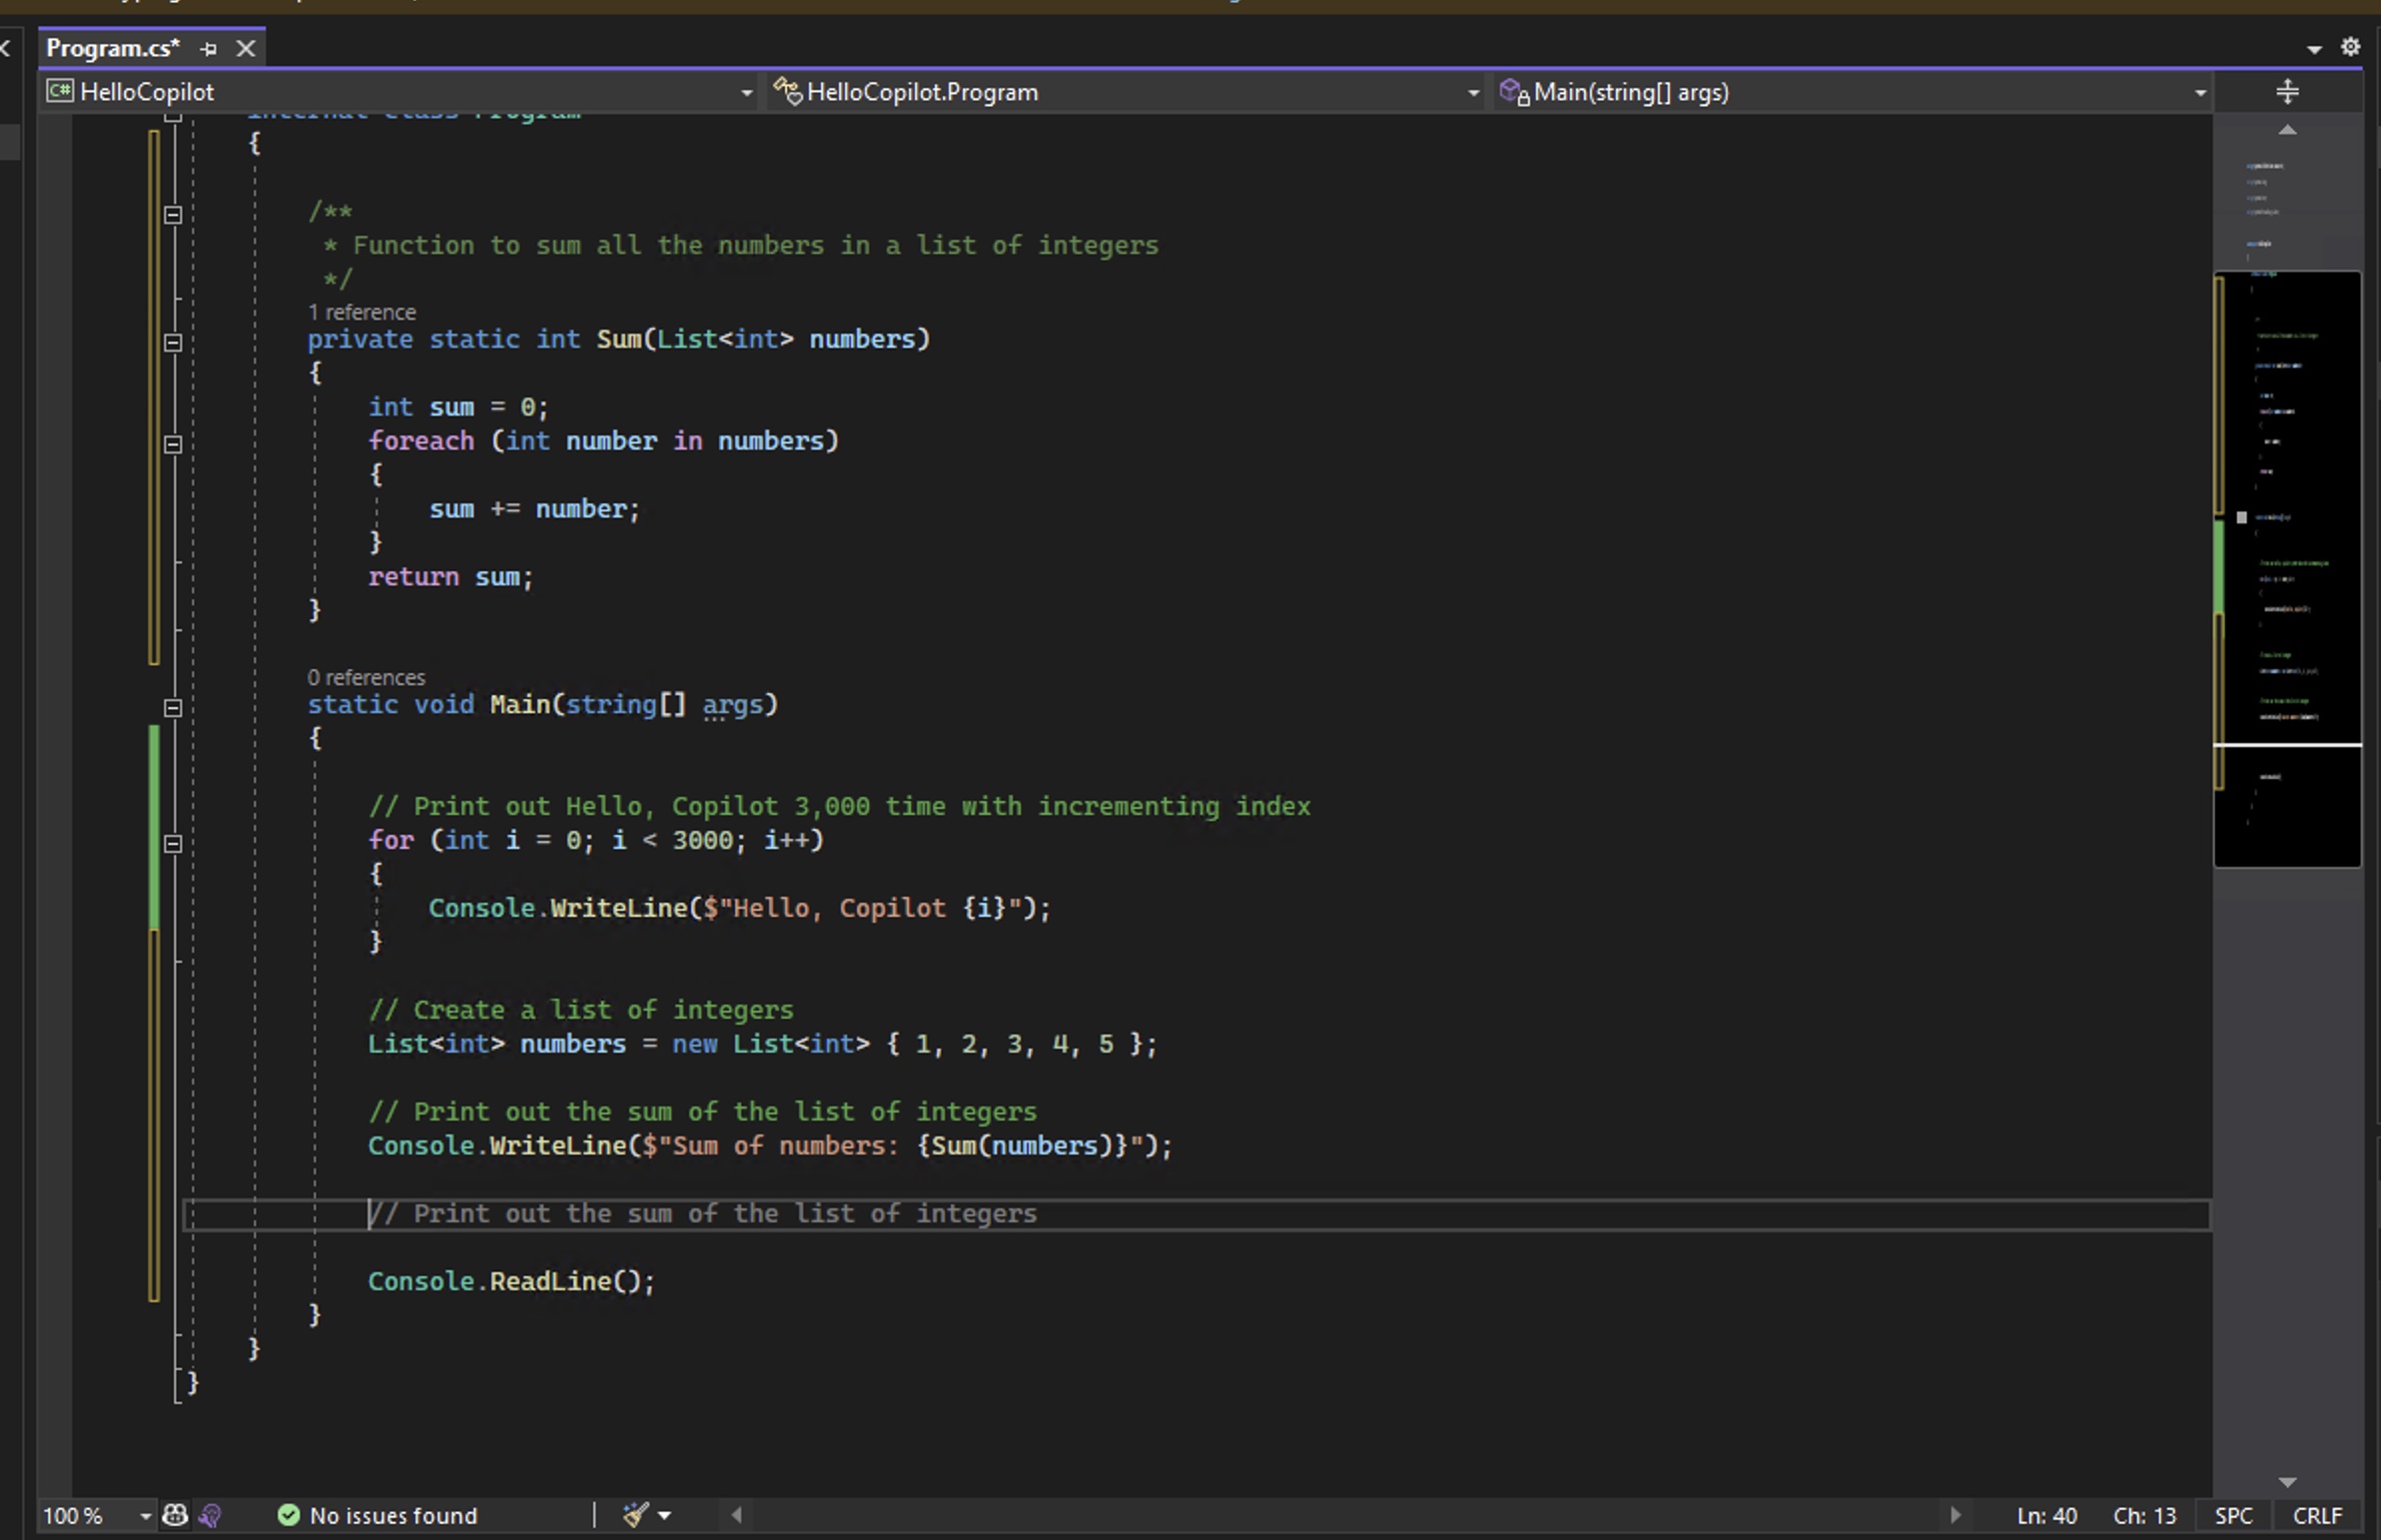 Program.cs*
HelloCopilot HelloCopilot.Program Main(string[] args)
internal class Program
{
/**
* Function to sum all the numbers in a list of integers
*/
1 reference
private static int Sum(List<int> numbers)
{
int sum = 0;
foreach (int number in numbers)
{
sum += number;
}
return sum;
}
0 references
static void Main(string[] args)
{
// Print out Hello, Copilot 3,000 time with incrementing index
for (int i = 0; i < 3000; i++)
{
Console.WriteLine($"Hello, Copilot {i}");
}
// Create a list of integers
List<int> numbers = new List<int> { 1, 2, 3, 4, 5 };
// Print out the sum of the list of integers
Console.WriteLine($"Sum of numbers: {Sum(numbers)}");
// Print out the sum of the list of integers
Console.ReadLine();
}
}
}
100 % No issues found Ln: 40 Ch: 13 SPC CRLF